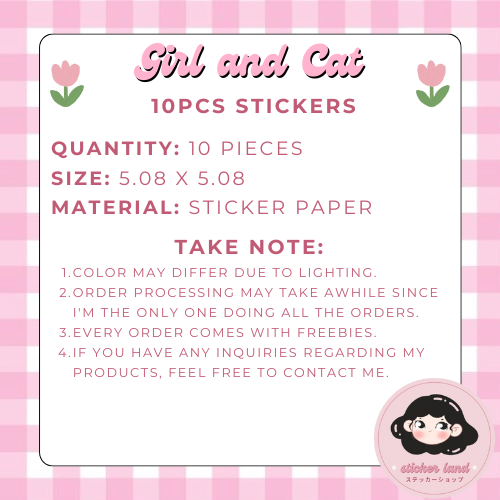 Girl and Cat
10PCS STICKERS
QUANTITY: 10 PIECES
SIZE: 5.08 X 5.08
MATERIAL: STICKER PAPER
TAKE NOTE:
1.COLOR MAY DIFFER DUE TO LIGHTING.
2.ORDER PROCESSING MAY TAKE AWHILE SINCE
I'M THE ONLY ONE DOING ALL THE ORDERS.
3.EVERY ORDER COMES WITH FREEBIES.
4.IF YOU HAVE ANY INQUIRIES REGARDING MY
PRODUCTS, FEEL FREE TO CONTACT ME.
sticker land
ステッカーショップ